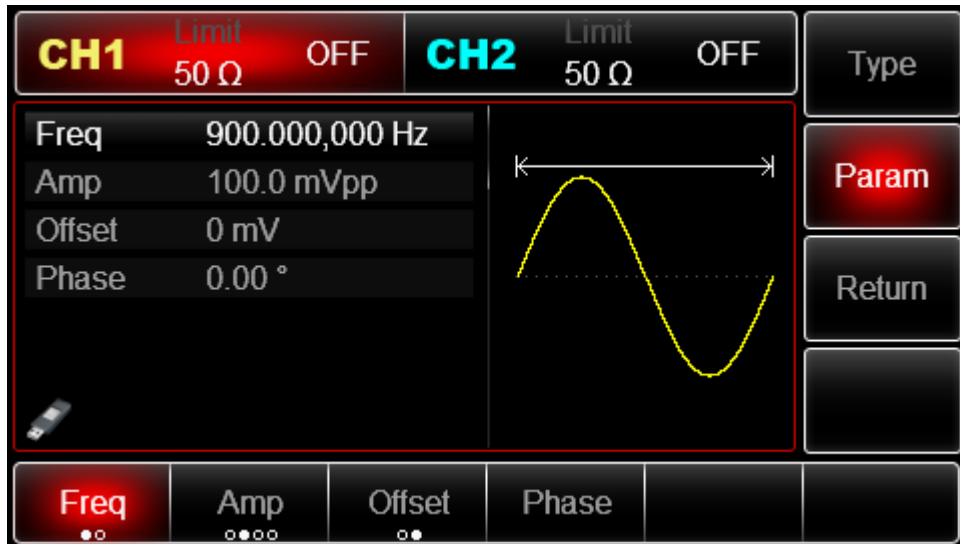 CH1 Limit 50 Ω OFF CH2 Limit 50 Ω OFF
Type
Freq 900.000,000 Hz
Amp 100.0 mVpp
Param
Offset 0 mV
Phase 0.00 °
Return
Freq Amp Offset Phase